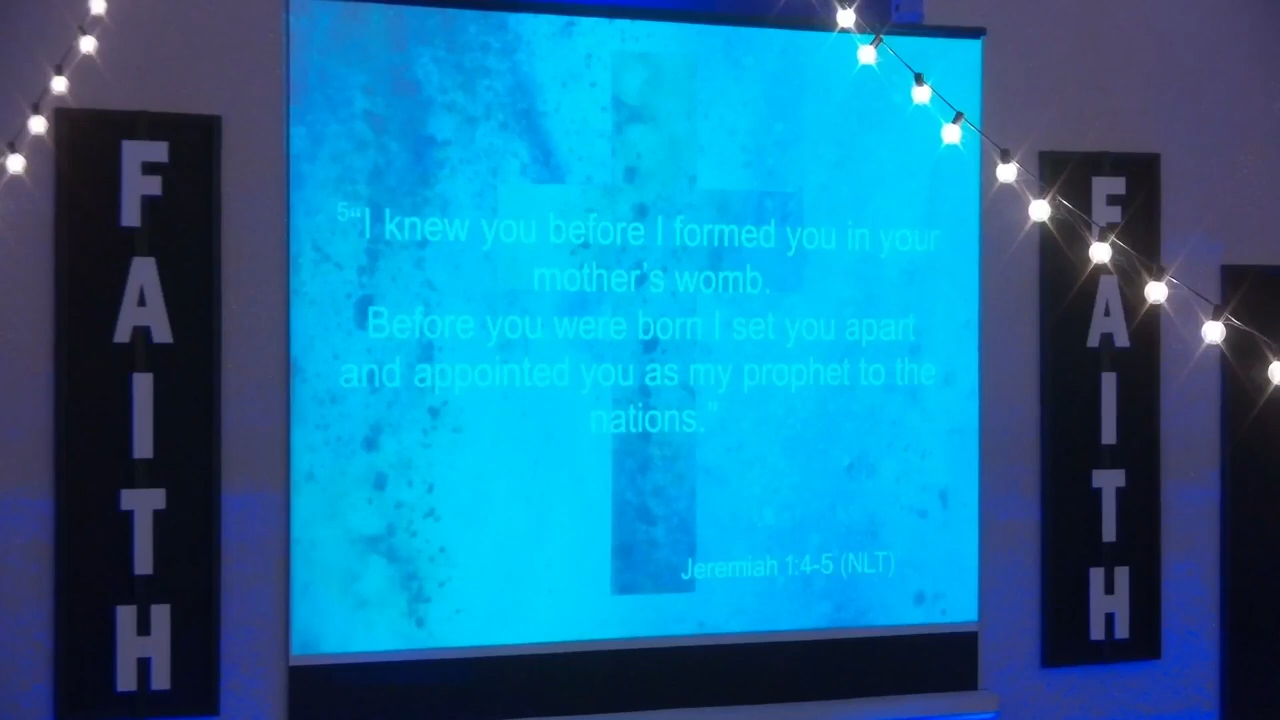 FAITH
5“I knew you before I formed you in your
mother’s womb.
Before you were born I set you apart
and appointed you as my prophet to the
nations.”
Jeremiah 1:4-5 (NLT)
FAITH